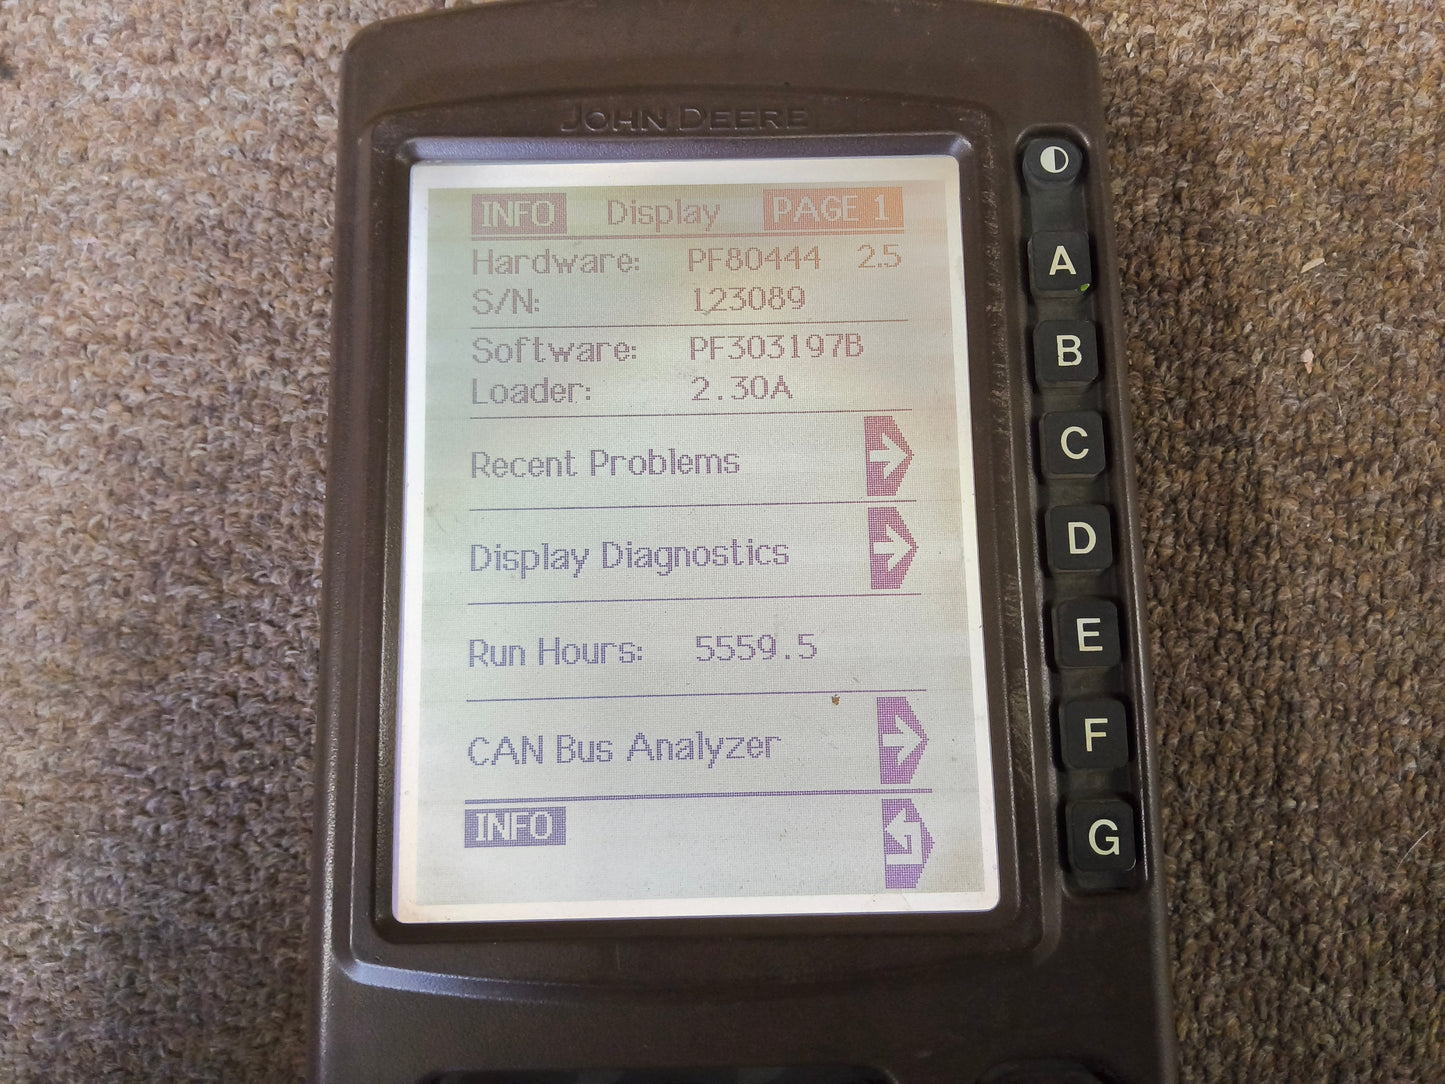 JOHN DEERE
INFO Display PAGE 1
Hardware: PF80444 2.5
S/N: 123089
Software: PF303197B
Loader: 2.30A
Recent Problems
Display Diagnostics
Run Hours: 5559.5
CAN Bus Analyzer
INFO
A
B
C
D
E
F
G